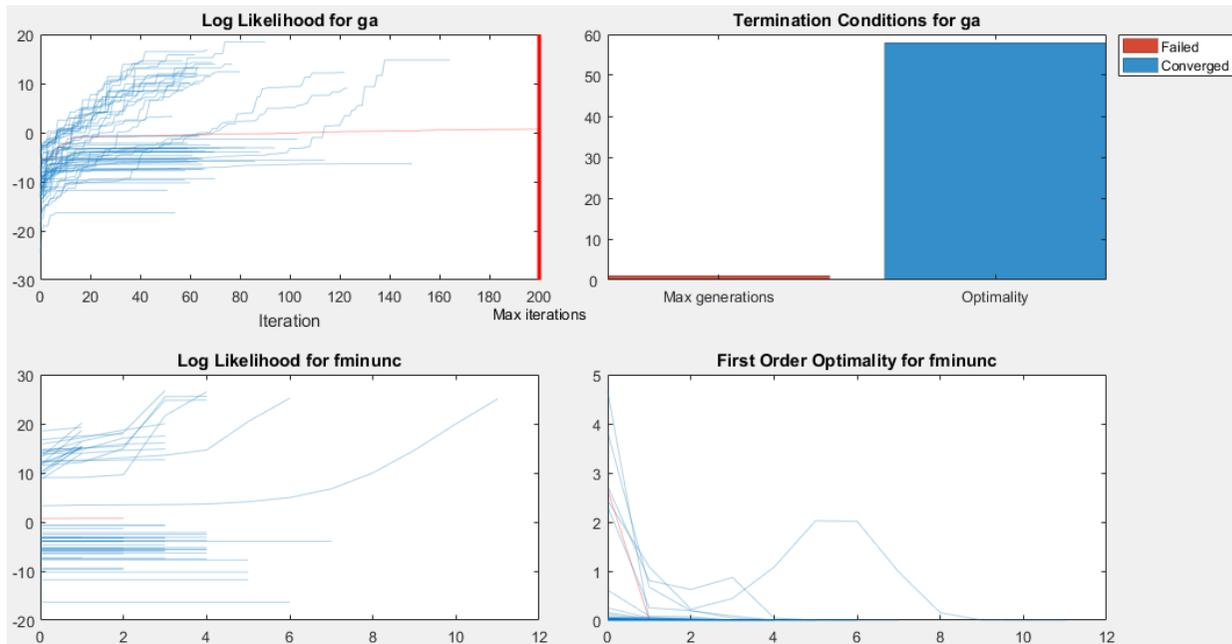 Log Likelihood for ga
20
10
0
-10
-20
-30
0 20 40 60 80 100 120 140 160 180 200
Iteration
Max iterations
Termination Conditions for ga
60
50
40
30
20
10
0
Max generations Optimality
Failed
Converged
Log Likelihood for fminunc
30
20
10
0
-10
-20
0 2 4 6 8 10 12
First Order Optimality for fminunc
5
4
3
2
1
0
0 2 4 6 8 10 12